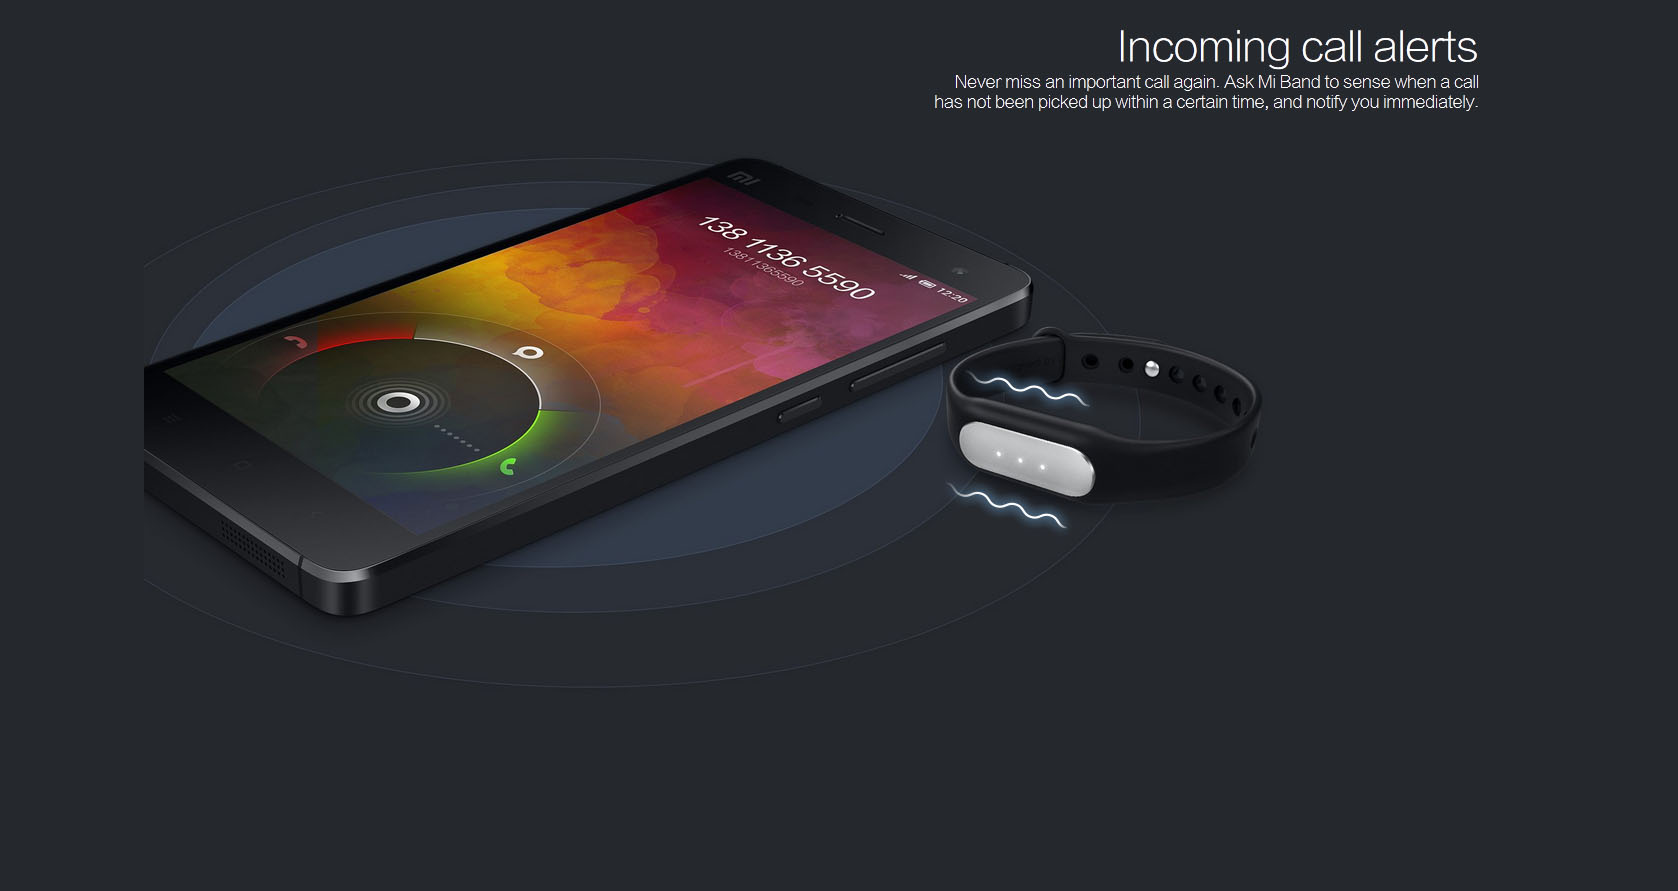 Incoming call alerts
Never miss an important call again. Ask Mi Band to sense when a call
has not been picked up within a certain time, and notify you immediately.
MI
138 1136 5590
13811365590
12:20